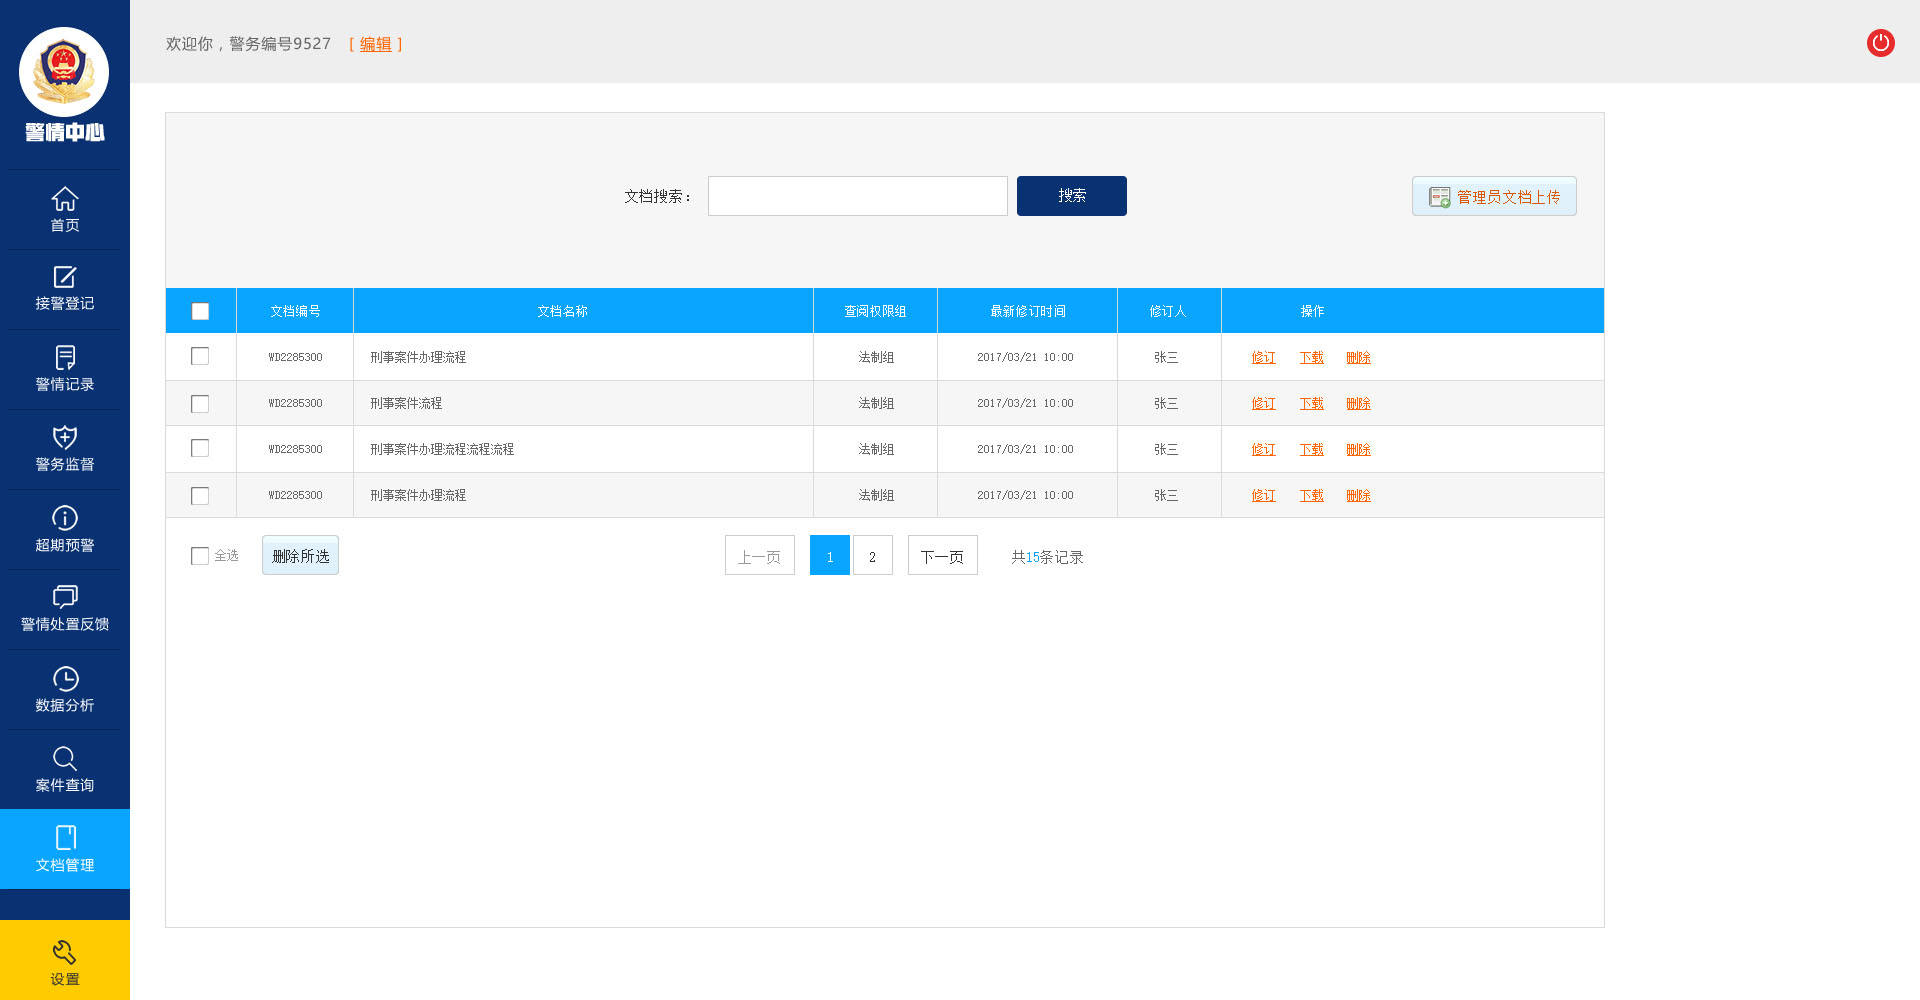 欢迎你，警务编号9527 [ 编辑 ]
警情中心
首页
接警登记
警情记录
警务监督
超期预警
警情处置反馈
数据分析
案件查询
文档管理
设置
文档搜索： 搜索 管理员文档上传
文档编号 文档名称 查阅权限组 最新修订时间 修订人 操作
WD2285300 刑事案件办理流程 法制组 2017/03/21 10:00 张三 修订 下载 删除
WD2285300 刑事案件流程 法制组 2017/03/21 10:00 张三 修订 下载 删除
WD2285300 刑事案件办理流程流程流程 法制组 2017/03/21 10:00 张三 修订 下载 删除
WD2285300 刑事案件办理流程 法制组 2017/03/21 10:00 张三 修订 下载 删除
全选 删除所选 上一页 1 2 下一页 共15条记录